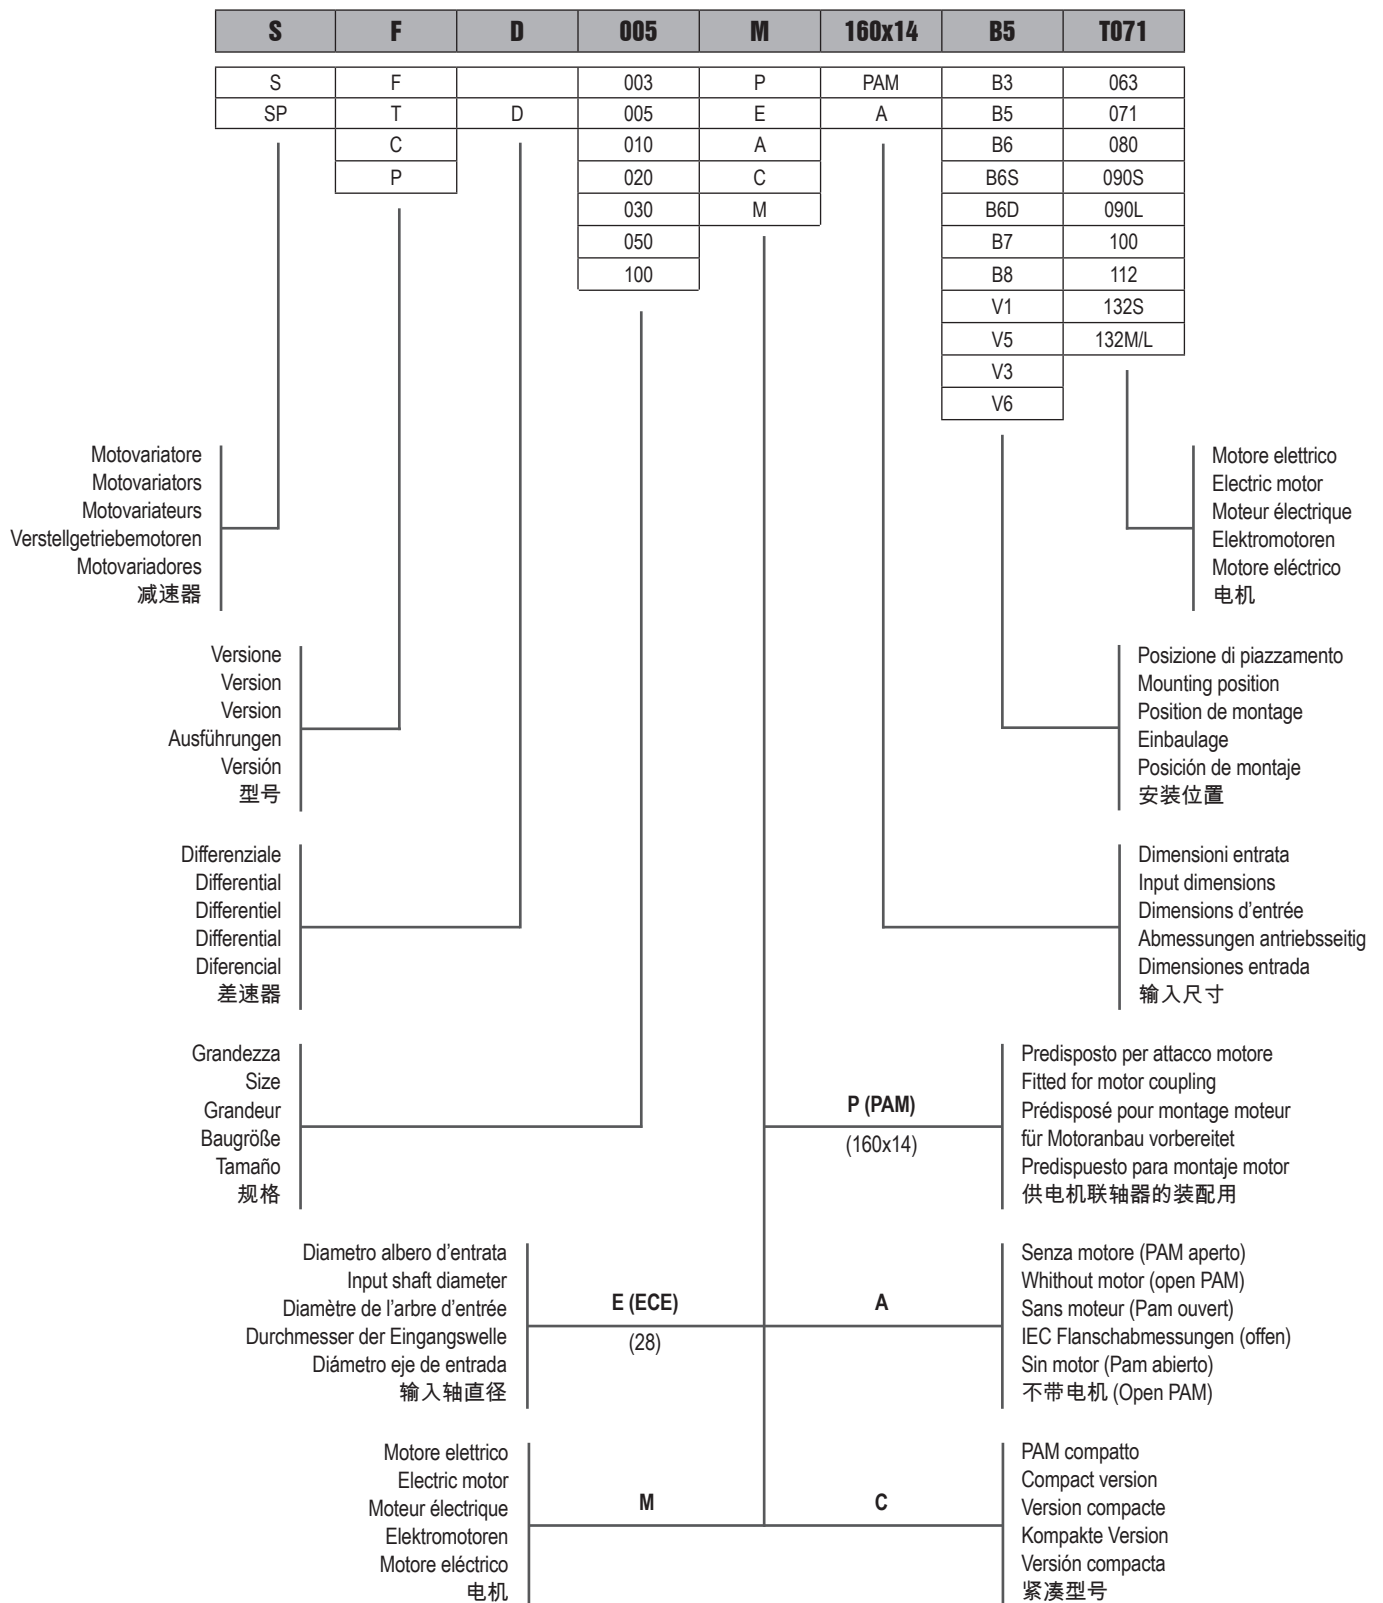 S F D 005 M 160x14 B5 T071
S F 003 P PAM B3 063
SP T D 005 E A B5 071
C 010 A B6 080
P 020 C B6S 090S
030 M B6D 090L
050 B7 100
100 B8 112
V1 132S
V5 132M/L
V3
V6
Motovariatore
Motovariators
Motovariateurs
Verstellgetriebemotoren
Motovariadores
减速器
Motore elettrico
Electric motor
Moteur électrique
Elektromotoren
Motore eléctrico
电机
Versione
Version
Version
Ausführungen
Versión
型号
Posizione di piazzamento
Mounting position
Position de montage
Einbaulage
Posición de montaje
安装位置
Differenziale
Differential
Differentiel
Differential
Diferencial
差速器
Dimensioni entrata
Input dimensions
Dimensions d'entrée
Abmessungen antriebsseitig
Dimensiones entrada
输入尺寸
Grandezza
Size
Grandeur
Baugröße
Tamaño
规格
P (PAM)
(160x14)
Predisposto per attacco motore
Fitted for motor coupling
Prédisposé pour montage moteur
für Motoranbau vorbereitet
Predispuesto para montaje motor
供电机联轴器的装配用
Diametro albero d'entrata
Input shaft diameter
Diamètre de l'arbre d'entrée
Durchmesser der Eingangswelle
Diámetro eje de entrada
输入轴直径
E (ECE)
(28)
A
Senza motore (PAM aperto)
Whithout motor (open PAM)
Sans moteur (Pam ouvert)
IEC Flanschabmessungen (offen)
Sin motor (Pam abierto)
不带电机 (Open PAM)
Motore elettrico
Electric motor
Moteur électrique
Elektromotoren
Motore eléctrico
电机
M
C
PAM compatto
Compact version
Version compacte
Kompakte Version
Versión compacta
紧凑型号